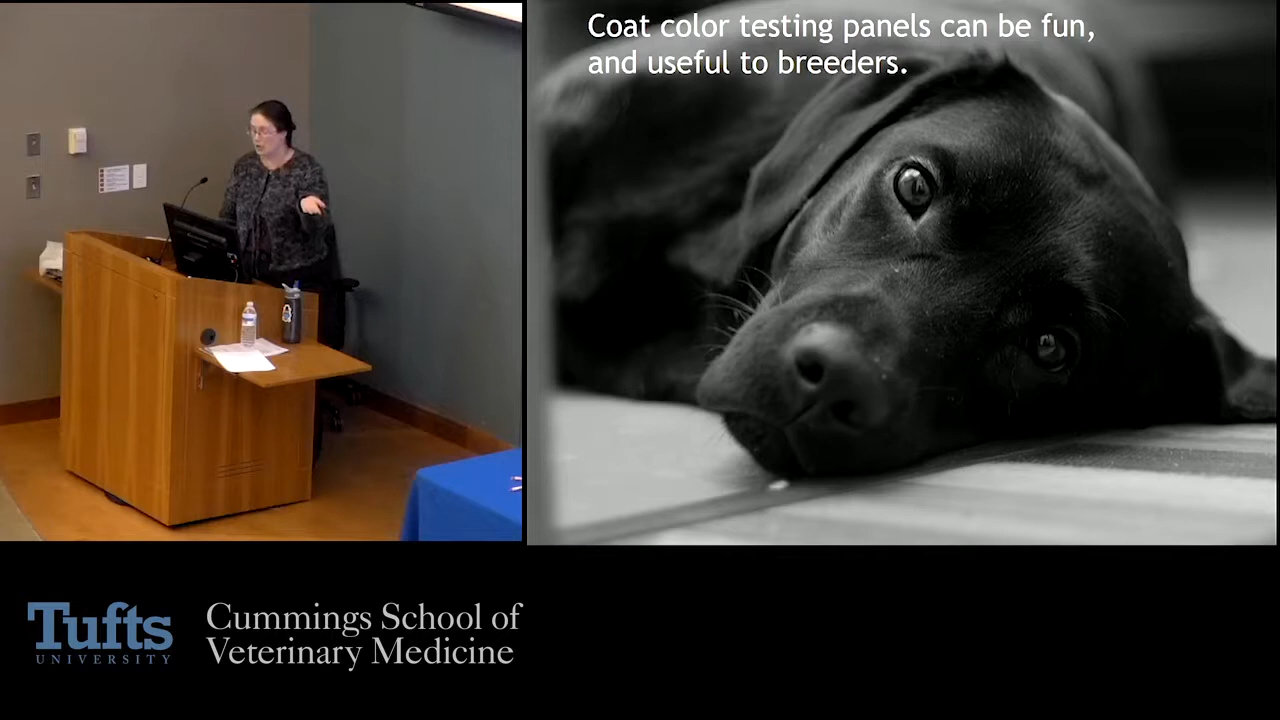 Coat color testing panels can be fun,
and useful to breeders.
Tufts
UNIVERSITY
Cummings School of
Veterinary Medicine